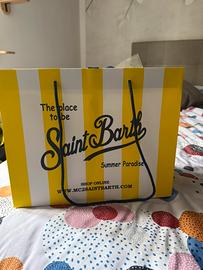 The place
to be
Saint Barth
Summer Paradise
SHOP ONLINE
WWW.MC2SAINTBARTH.COM